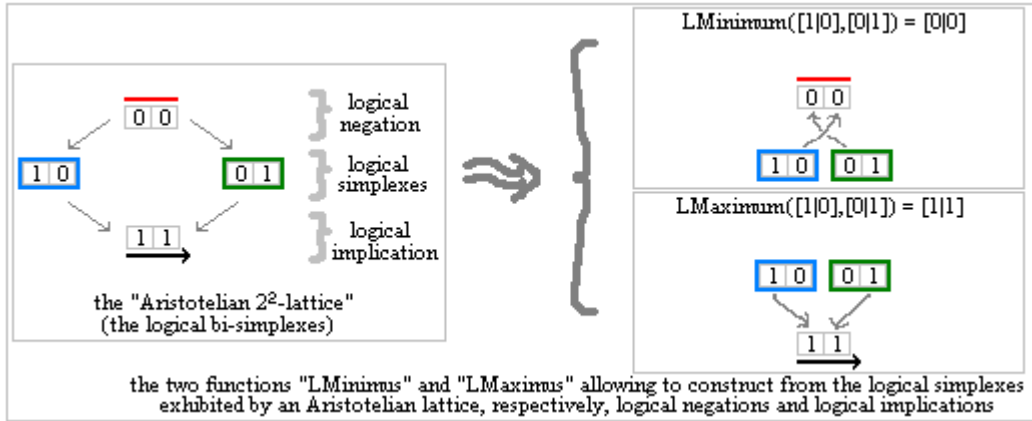 0 0
logical
negation
1 0
0 1
logical
simplexes
1 1
logical
implication
the "Aristotelian 2²-lattice"
(the logical bi-simplexes)
LMinimum([1|0],[0|1]) = [0|0]
0 0
1 0 0 1
LMaximum([1|0],[0|1]) = [1|1]
1 0 0 1
1 1
the two functions "LMinimus" and "LMaximus" allowing to construct from the logical simplexes
exhibited by an Aristotelian lattice, respectively, logical negations and logical implications